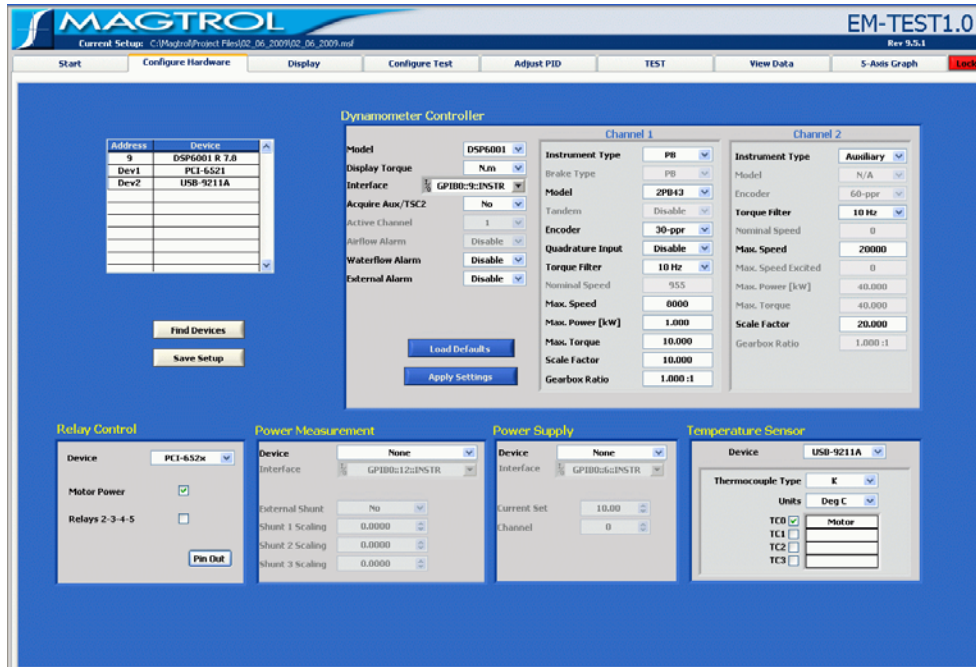 MAGTROL
EM-TEST1.0
Current Setup: C:\Magtrol\Project Files\02_06_2009\02_06_2009.msf
Rev 9.5.1
Start Configure Hardware Display Configure Test Adjust PID TEST View Data 5-Axis Graph Lock
Address Device
9 DSP6001 R 7.0
Dev1 PCI-6521
Dev2 USB-9211A
Find Devices
Save Setup
Dynamometer Controller
Model DSP6001
Display Torque N.m
Interface GPIB0::9::INSTR
Acquire Aux/TSC2 No
Active Channel 1
Airflow Alarm Disable
Waterflow Alarm Disable
External Alarm Disable
Load Defaults
Apply Settings
Channel 1
Instrument Type PB
Brake Type PB
Model 2PB43
Tandem Disable
Encoder 30-ppr
Quadrature Input Disable
Torque Filter 10 Hz
Nominal Speed 955
Max. Speed 8000
Max. Power [kW] 1.000
Max. Torque 10.000
Scale Factor 10.000
Gearbox Ratio 1.000 :1
Channel 2
Instrument Type Auxiliary
Model N/A
Encoder 60-ppr
Torque Filter 10 Hz
Nominal Speed 0
Max. Speed 20000
Max. Speed Excited 0
Max. Power [kW] 40.000
Max. Torque 40.000
Scale Factor 20.000
Gearbox Ratio 1.000 :1
Relay Control
Device PCI-652x
Motor Power
Relays 2-3-4-5
Pin Out
Power Measurement
Device None
Interface GPIB0::12::INSTR
External Shunt No
Shunt 1 Scaling 0.0000
Shunt 2 Scaling 0.0000
Shunt 3 Scaling 0.0000
Power Supply
Device None
Interface GPIB0::6::INSTR
Current Set 10.00
Channel 0
Temperature Sensor
Device USB-9211A
Thermocouple Type K
Units Deg C
TC0 Motor
TC1
TC2
TC3